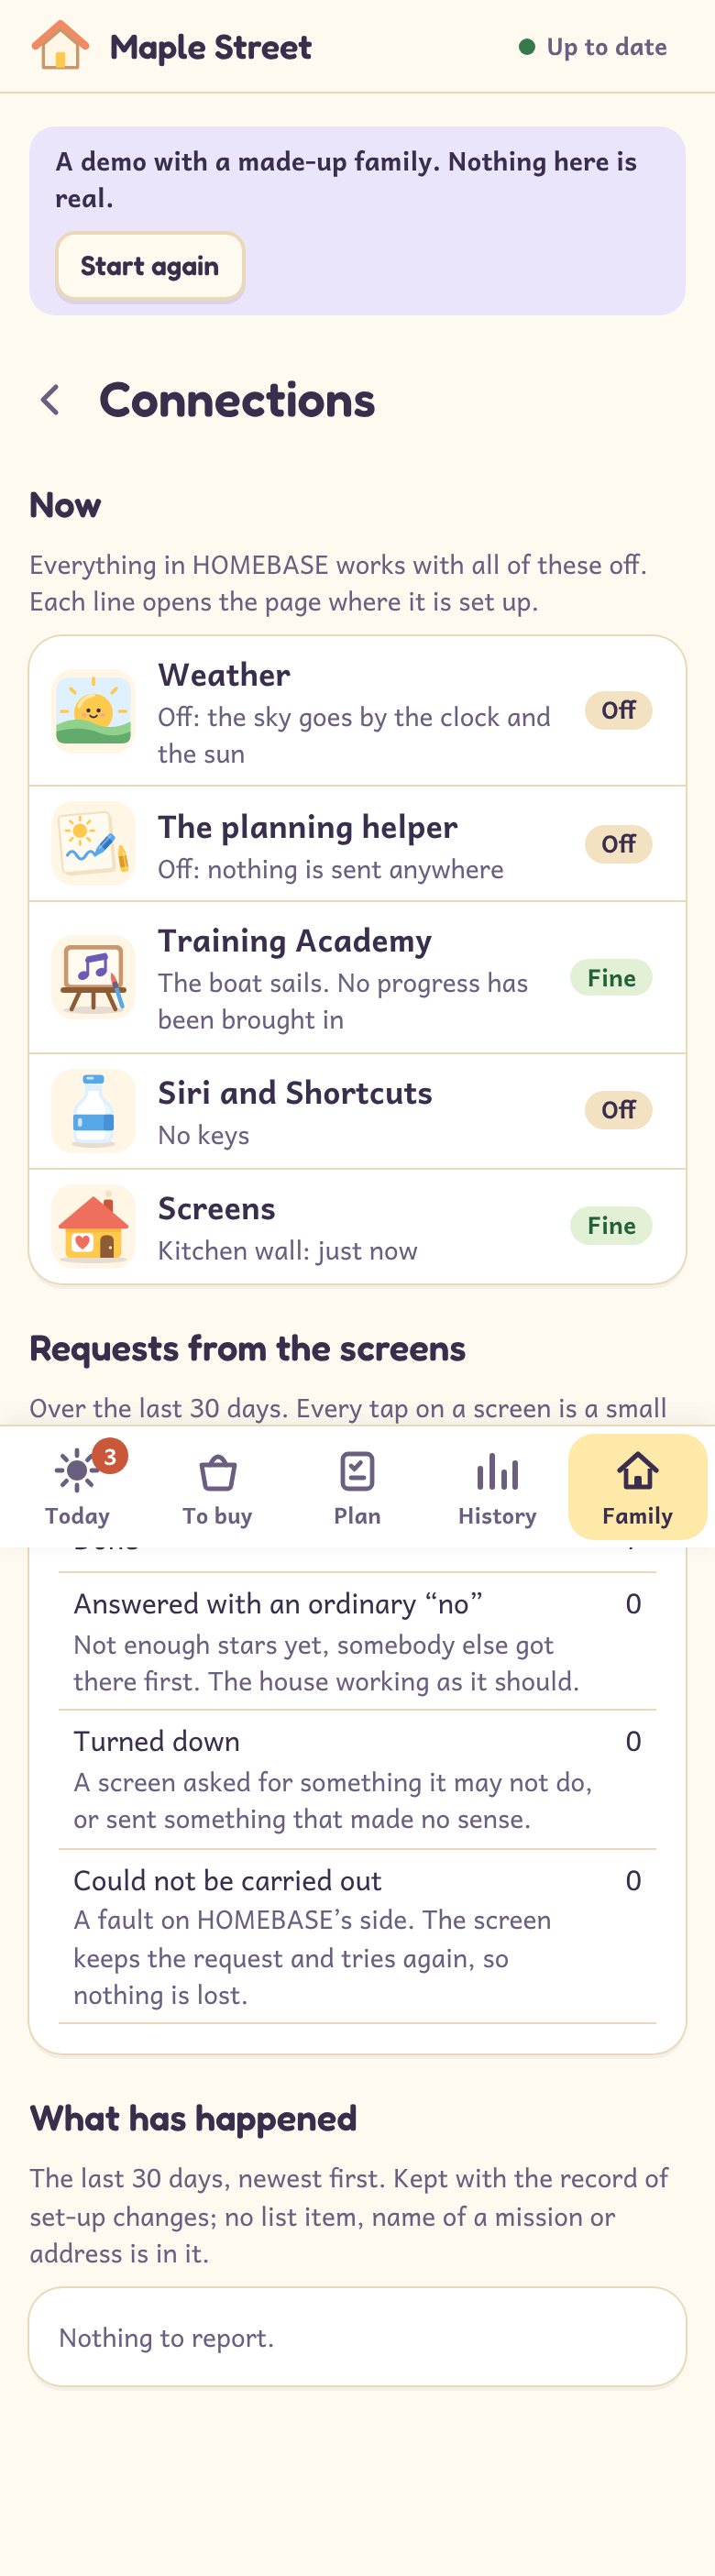 Maple Street
Up to date
A demo with a made-up family. Nothing here is
real.
Start again
Connections
Now
Everything in HOMEBASE works with all of these off.
Each line opens the page where it is set up.
Weather
Off: the sky goes by the clock and
the sun
Off
The planning helper
Off: nothing is sent anywhere
Off
Training Academy
The boat sails. No progress has
been brought in
Fine
Siri and Shortcuts
No keys
Off
Screens
Kitchen wall: just now
Fine
Requests from the screens
Over the last 30 days. Every tap on a screen is a small
3
Today
To buy
Plan
History
Family
Answered with an ordinary “no”
0
Not enough stars yet, somebody else got
there first. The house working as it should.
Turned down
0
A screen asked for something it may not do,
or sent something that made no sense.
Could not be carried out
0
A fault on HOMEBASE’s side. The screen
keeps the request and tries again, so
nothing is lost.
What has happened
The last 30 days, newest first. Kept with the record of
set-up changes; no list item, name of a mission or
address is in it.
Nothing to report.